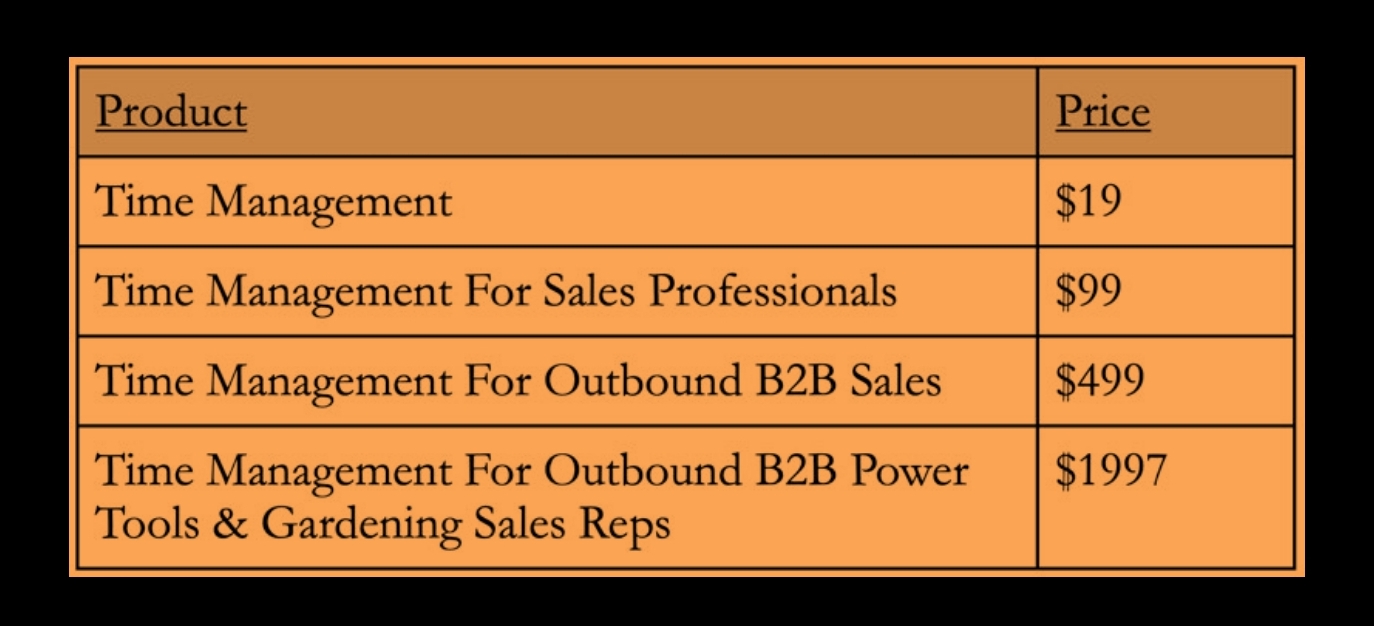 Product
Price
Time Management
$19
Time Management For Sales Professionals
$99
Time Management For Outbound B2B Sales
$499
Time Management For Outbound B2B Power
Tools & Gardening Sales Reps
$1997